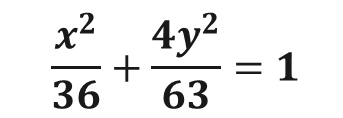 x²/36 + 4y²/63 = 1